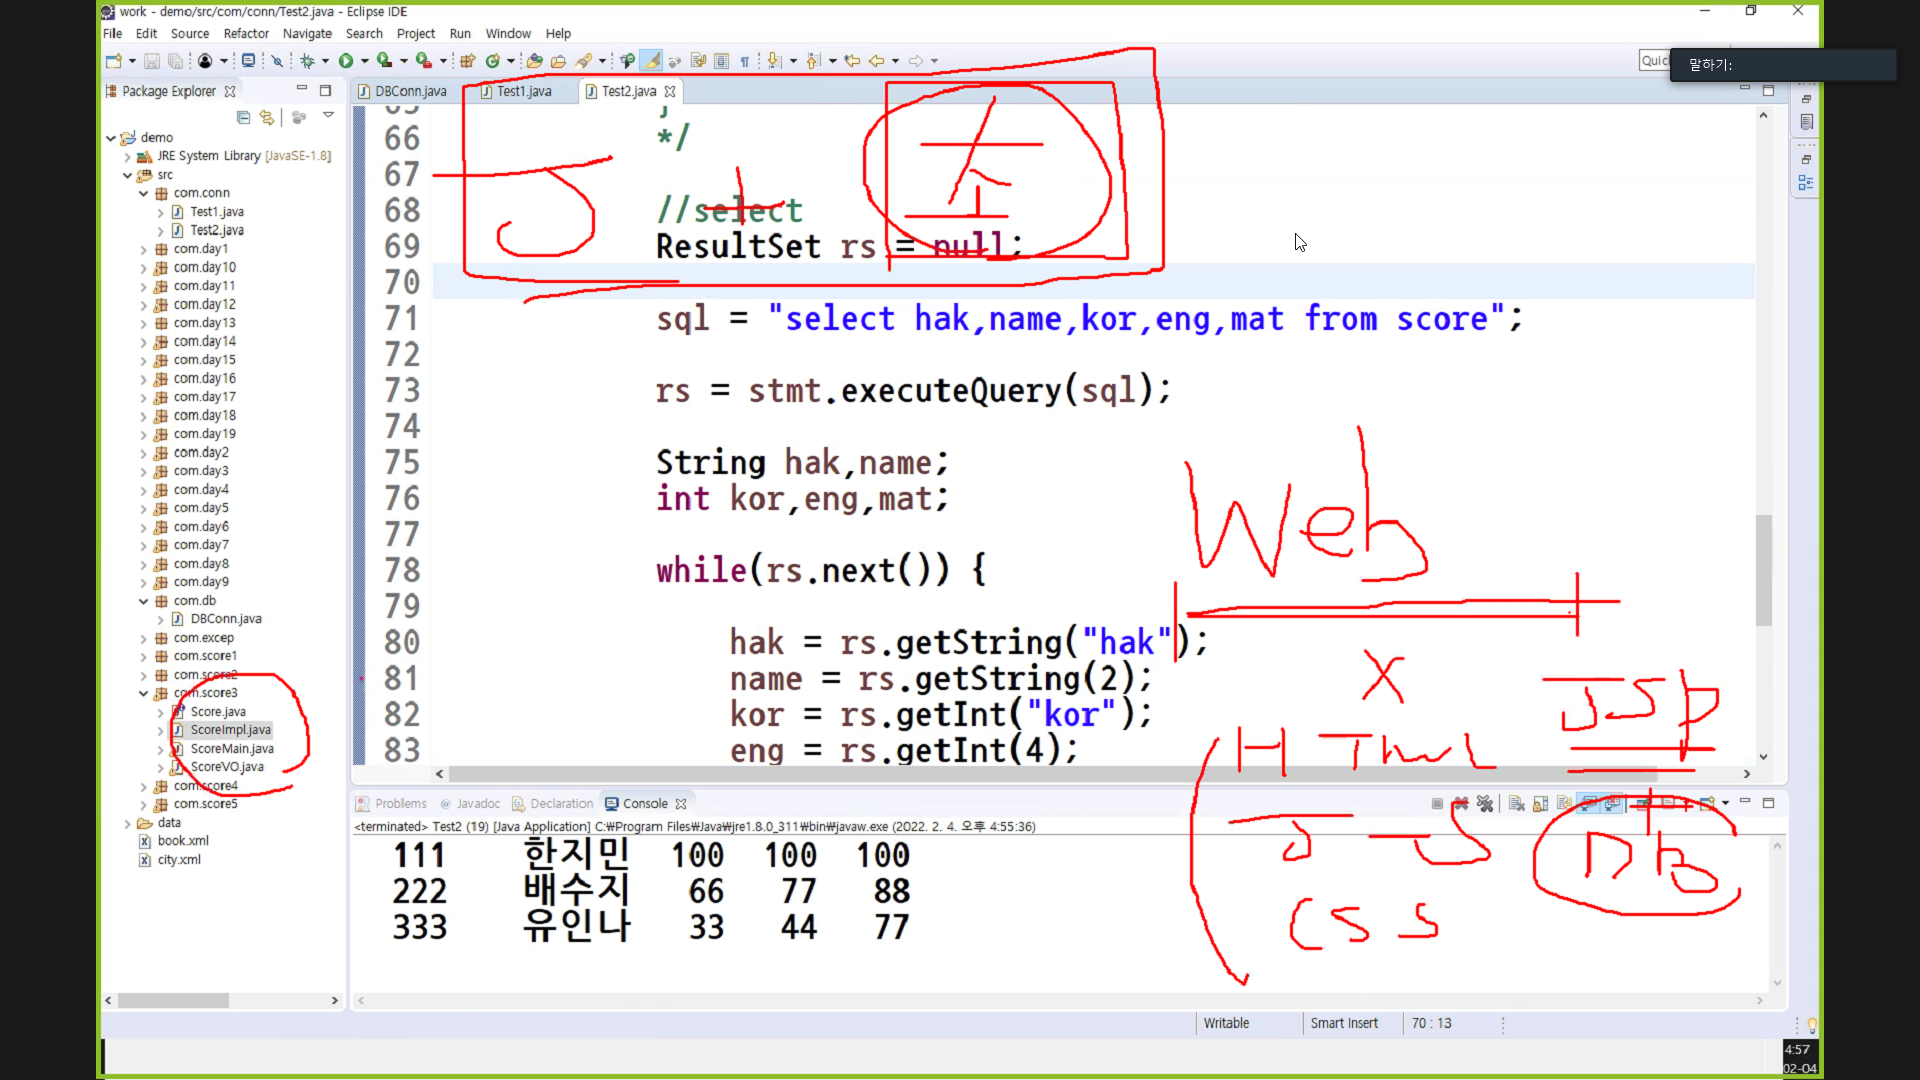 work - demo/src/com/conn/Test2.java - Eclipse IDE
File Edit Source Refactor Navigate Search Project Run Window Help
Quic
말하기:
Package Explorer
demo
JRE System Library [JavaSE-1.8]
src
com.conn
Test1.java
Test2.java
com.day1
com.day10
com.day11
com.day12
com.day13
com.day14
com.day15
com.day16
com.day17
com.day18
com.day19
com.day2
com.day3
com.day4
com.day5
com.day6
com.day7
com.day8
com.day9
com.db
DBConn.java
com.excep
com.score1
com.score2
com.score3
Score.java
ScoreImpl.java
ScoreMain.java
ScoreVO.java
com.score4
com.score5
data
book.xml
city.xml
DBConn.java Test1.java Test2.java
65 }
66 */
67
68 //select
69 ResultSet rs = null;
70
71 sql = "select hak,name,kor,eng,mat from score";
72
73 rs = stmt.executeQuery(sql);
74
75 String hak,name;
76 int kor,eng,mat;
77
78 while(rs.next()) {
79
80 hak = rs.getString("hak");
81 name = rs.getString(2);
82 kor = rs.getInt("kor");
83 eng = rs.getInt(4);
Web
X
HTML
JSP
JS
CSS
Db
Problems Javadoc Declaration Console
<terminated> Test2 (19) [Java Application] C:₩Program Files₩Java₩jre1.8.0_311₩bin₩javaw.exe (2022. 2. 4. 오후 4:55:36)
111 한지민 100 100 100
222 배수지 66 77 88
333 유인나 33 44 77
Writable Smart Insert 70 : 13
4:57
02-04